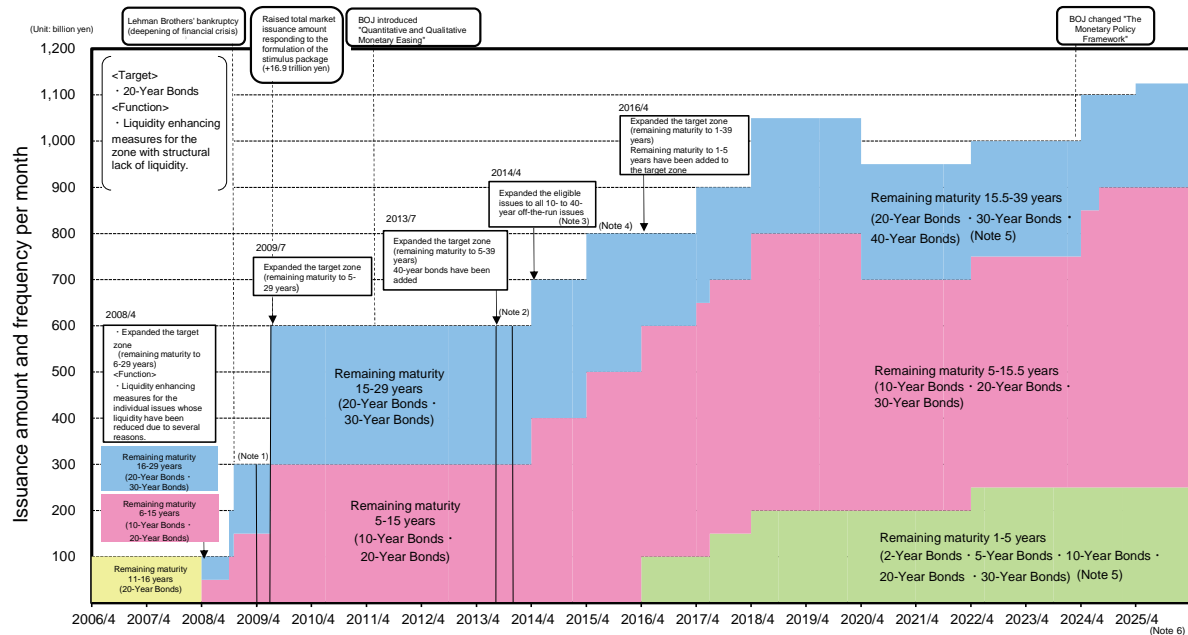 (Unit: billion yen)
Lehman Brothers' bankruptcy
(deepening of financial crisis)
Raised total market
issuance amount
responding to the
formulation of the
stimulus package
(+16.9 trillion yen)
BOJ introduced
"Quantitative and Qualitative
Monetary Easing"
BOJ changed "The
Monetary Policy
Framework"
Issuance amount and frequency per month
1,200
1,100
1,000
900
800
700
600
500
400
300
200
100
<Target>
・ 20-Year Bonds
<Function>
・ Liquidity enhancing
measures for the
zone with structural
lack of liquidity.
2008/4
・Expanded the target
zone
(remaining maturity to
6-29 years)
<Function>
・Liquidity enhancing
measures for the
individual issues whose
liquidity have been
reduced due to several
reasons.
2009/7
Expanded the target zone
(remaining maturity to 5-
29 years)
2013/7
Expanded the target zone
(remaining maturity to 5-39
years)
40-year bonds have been
added
2014/4
Expanded the eligible
issues to all 10- to 40-
year off-the-run issues
(Note 3)
2016/4
Expanded the target zone
(remaining maturity to 1-39
years)
Remaining maturity to 1-5
years have been added to
the target zone
(Note 4)
(Note 1)
(Note 2)
Remaining maturity
16-29 years
(20-Year Bonds・
30-Year Bonds)
Remaining maturity
6-15 years
(10-Year Bonds・
20-Year Bonds)
Remaining maturity
11-16 years
(20-Year Bonds)
Remaining maturity
15-29 years
(20-Year Bonds・
30-Year Bonds)
Remaining maturity
5-15 years
(10-Year Bonds・
20-Year Bonds)
Remaining maturity 15.5-39 years
(20-Year Bonds ・30-Year Bonds・
40-Year Bonds) (Note 5)
Remaining maturity 5-15.5 years
(10-Year Bonds・20-Year Bonds・
30-Year Bonds)
Remaining maturity 1-5 years
(2-Year Bonds・5-Year Bonds・10-Year Bonds・
20-Year Bonds ・30-Year Bonds) (Note 5)
2006/4 2007/4 2008/4 2009/4 2010/4 2011/4 2012/4 2013/4 2014/4 2015/4 2016/4 2017/4 2018/4 2019/4 2020/4 2021/4 2022/4 2023/4 2024/4 2025/4
(Note 6)